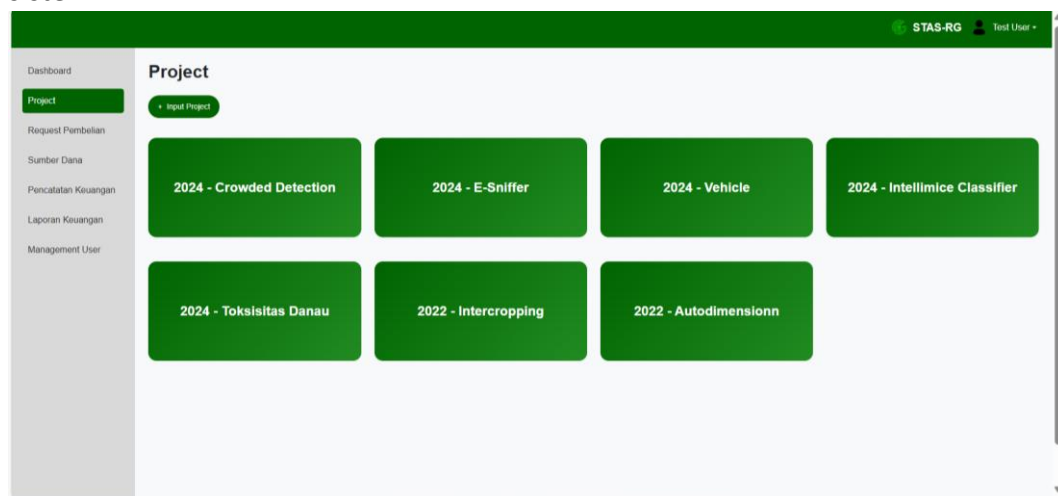 STAS-RG Test User
Dashboard
Project
Request Pembelian
Sumber Dana
Pencatatan Keuangan
Laporan Keuangan
Management User
Project
+ Input Project
2024 - Crowded Detection
2024 - E-Sniffer
2024 - Vehicle
2024 - Intellimice Classifier
2024 - Toksisitas Danau
2022 - Intercropping
2022 - Autodimensionn